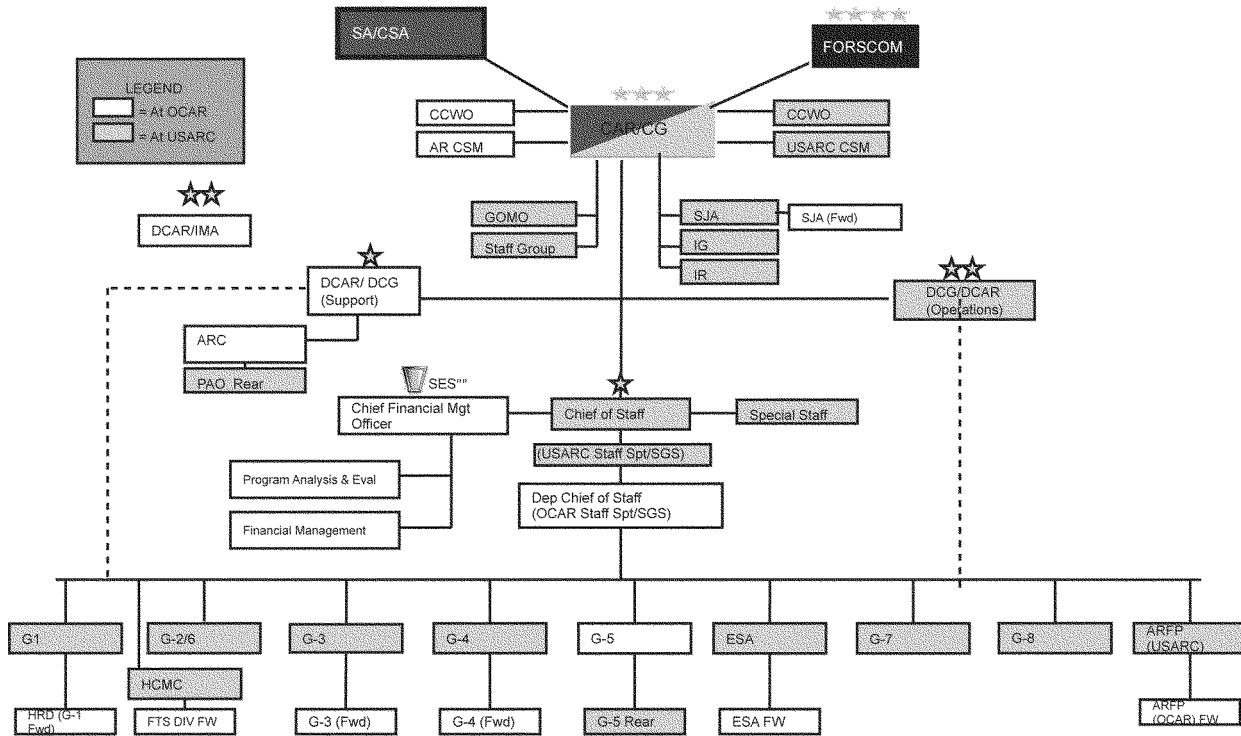 SA/CSA
FORSCOM
LEGEND
= At OCAR
= At USARC
CCWO
CAR/CG
CCWO
AR CSM
USARC CSM
DCAR/IMA
GOMO
Staff Group
SJA
SJA (Fwd)
IG
IR
DCAR/ DCG
(Support)
DCG/DCAR
(Operations)
ARC
PAO Rear
SES""
Chief Financial Mgt
Officer
Chief of Staff
Special Staff
(USARC Staff Spt/SGS)
Program Analysis & Eval
Dep Chief of Staff
(OCAR Staff Spt/SGS)
Financial Management
G1
G-2/6
G-3
G-4
G-5
ESA
G-7
G-8
ARFP
(USARC)
HCMC
HRD (G-1
Fwd)
FTS DIV FW
G-3 (Fwd)
G-4 (Fwd)
G-5 Rear
ESA FW
ARFP
(OCAR) FW